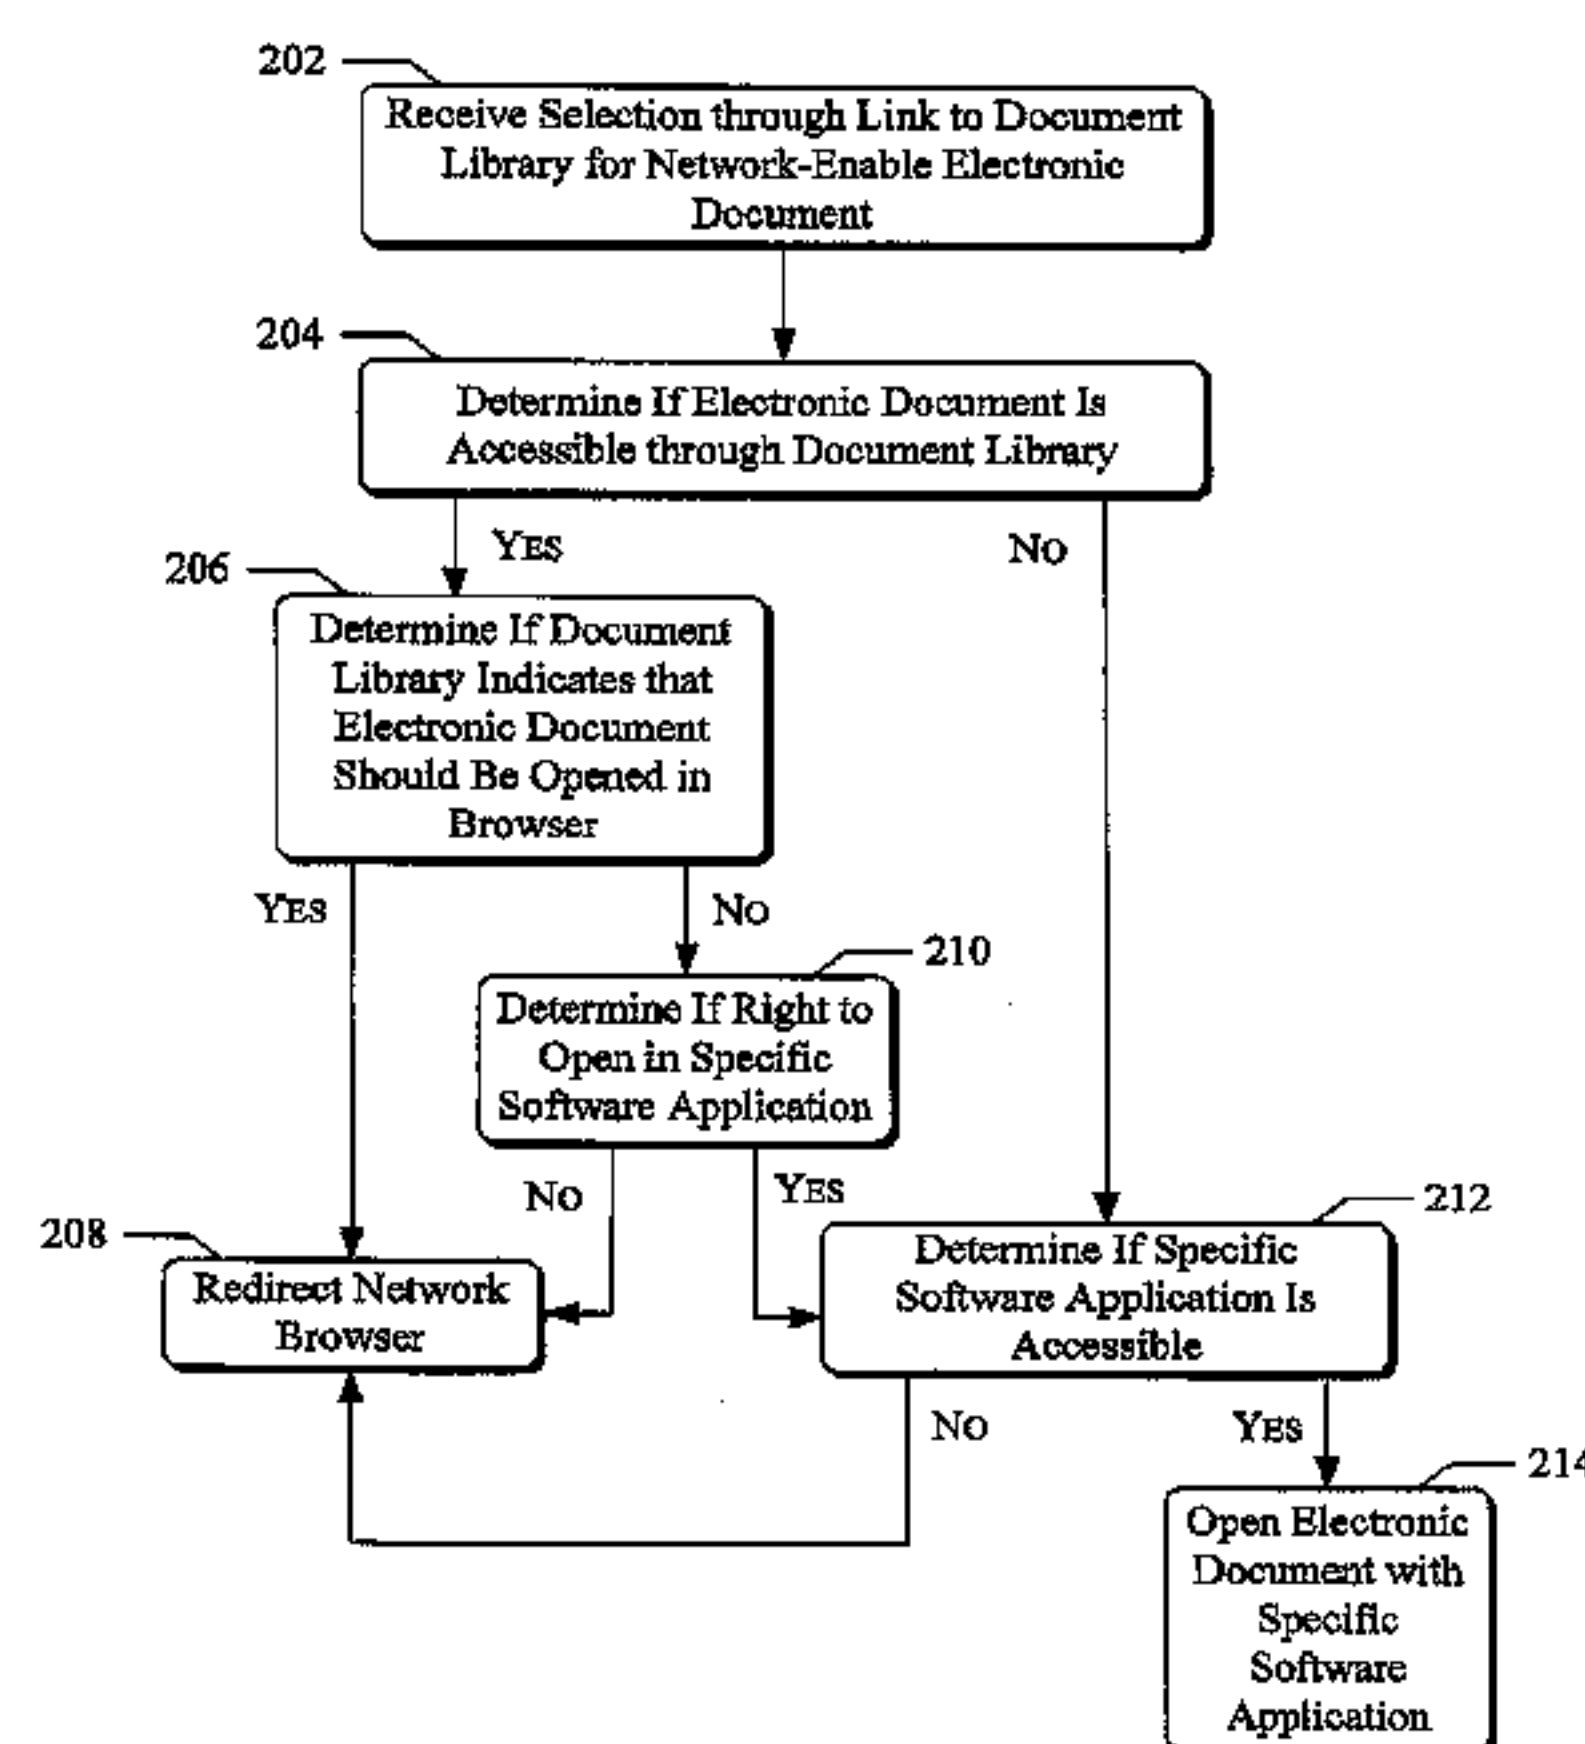 202
Receive Selection through Link to Document
Library for Network-Enable Electronic
Document
204
Determine If Electronic Document Is
Accessible through Document Library
YES
NO
206
Determine If Document
Library Indicates that
Electronic Document
Should Be Opened in
Browser
YES
NO
210
Determine If Right to
Open in Specific
Software Application
NO
YES
208
Redirect Network
Browser
212
Determine If Specific
Software Application Is
Accessible
NO
YES
214
Open Electronic
Document with
Specific
Software
Application